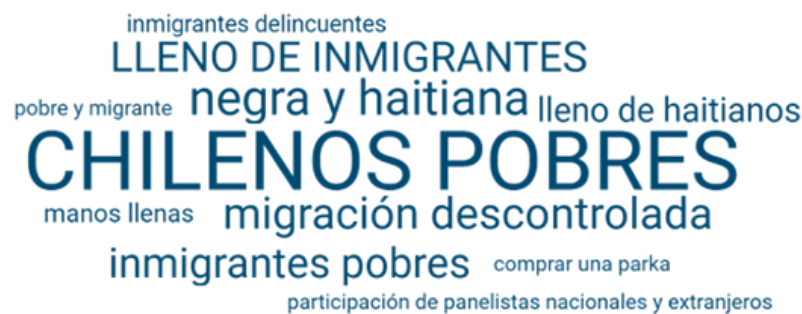 inmigrantes delincuentes
LLENO DE INMIGRANTES
pobre y migrante negra y haitiana lleno de haitianos
CHILENOS POBRES
manos llenas migración descontrolada
inmigrantes pobres comprar una parka
participación de panelistas nacionales y extranjeros